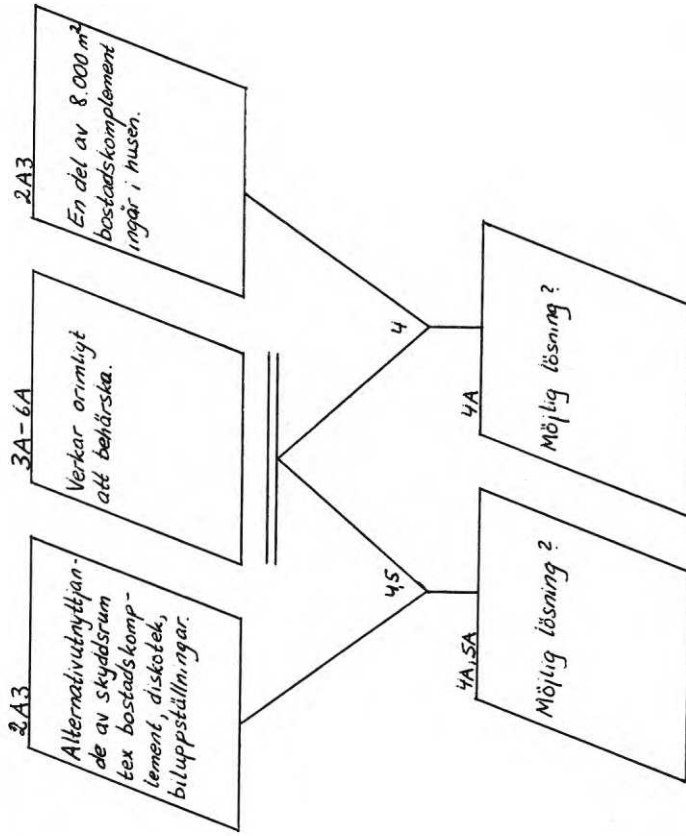 2A3
Alternativutnyttjan-
de av skyddsrum
tex bostadskomp-
lement, diskotek,
biluppställningar.
3A-6A
Verkar orimligt
att behärska.
2A3
En del av 8.000 m²
bostadskomplement
ingår i husen.
4,5
4
4A,5A
Möjlig lösning?
4A
Möjlig lösning?